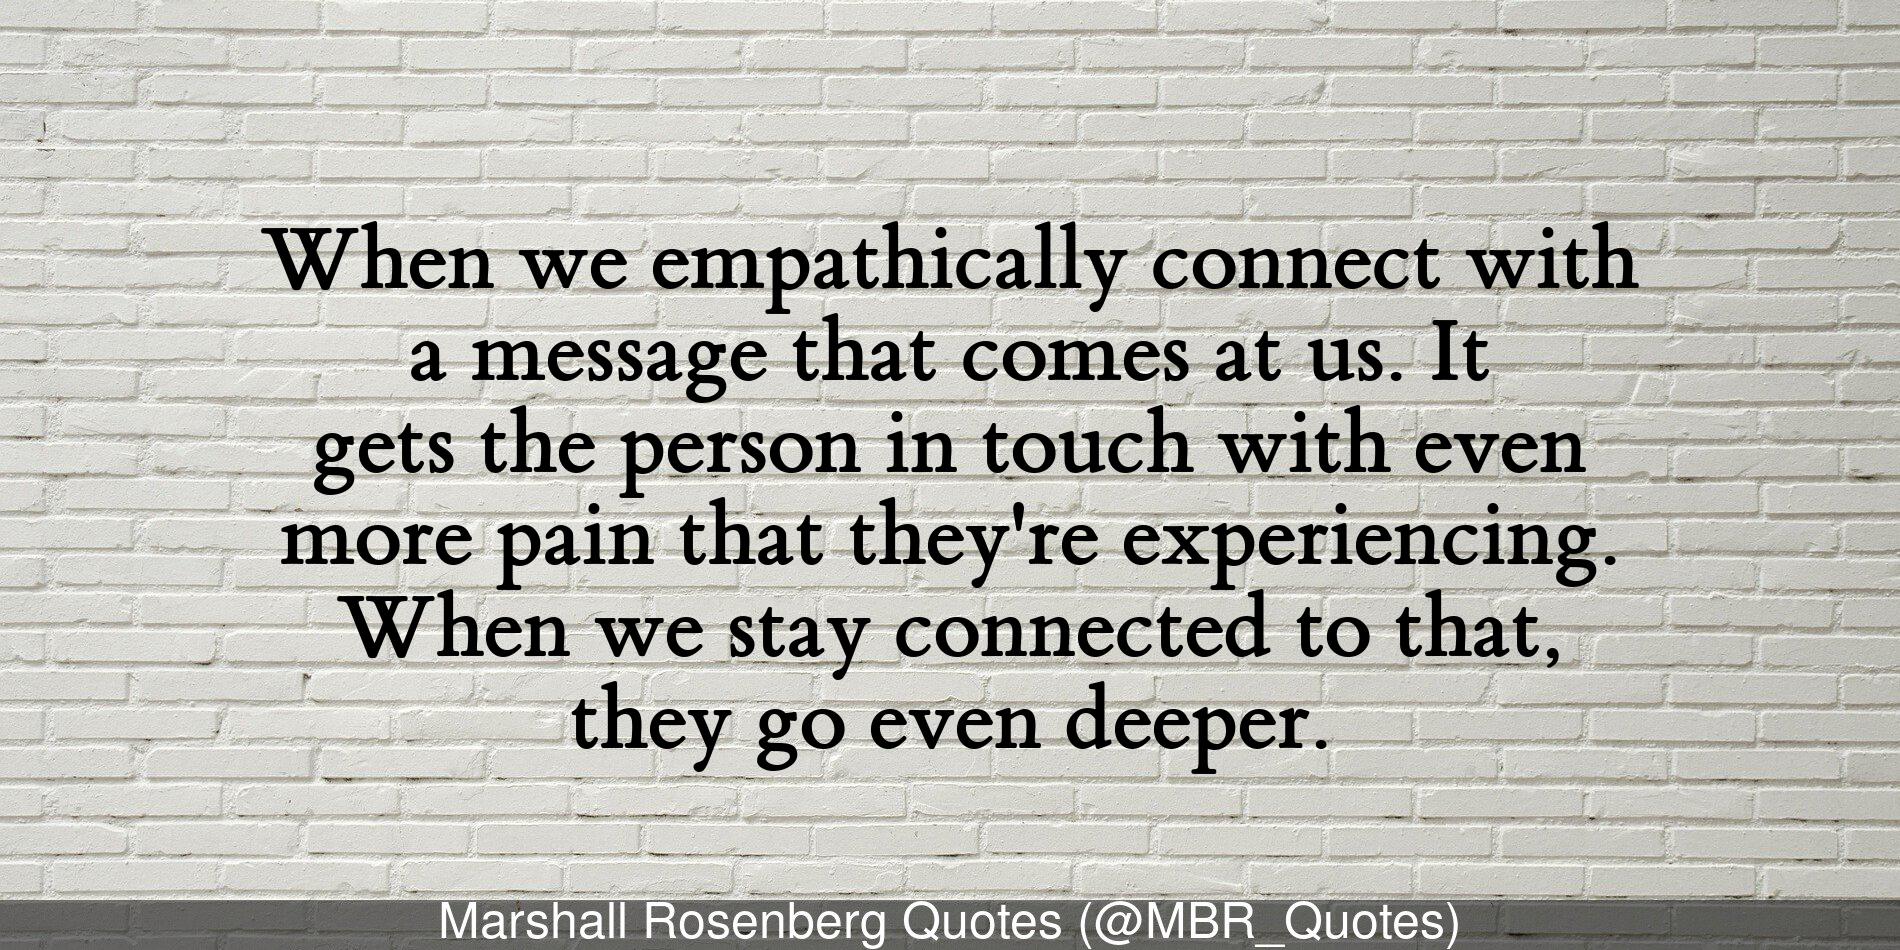 When we empathically connect with
a message that comes at us. It
gets the person in touch with even
more pain that they're experiencing.
When we stay connected to that,
they go even deeper.
Marshall Rosenberg Quotes (@MBR_Quotes)